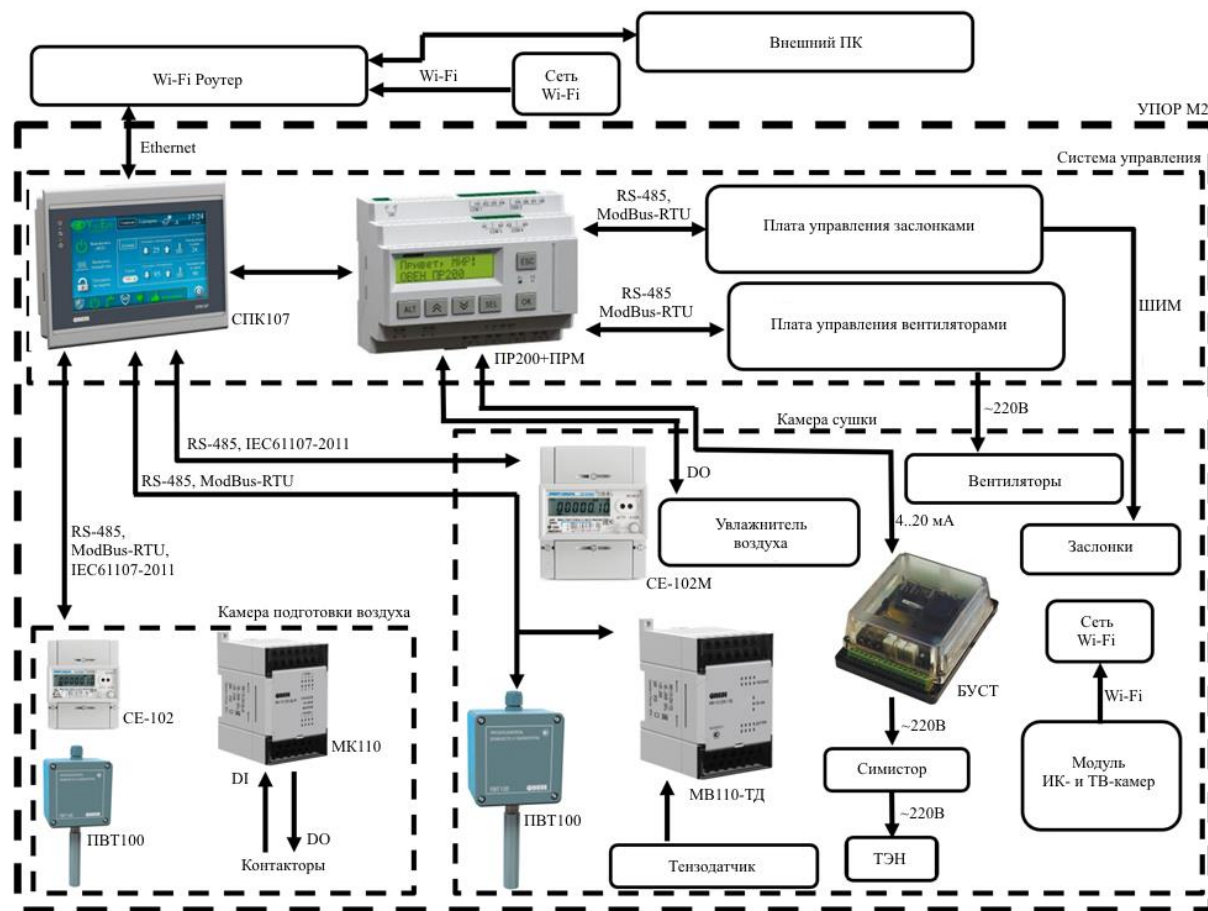 Внешний ПК
Wi-Fi Роутер
Wi-Fi
Сеть
Wi-Fi
УПОР М2
Ethernet
Система управления
RS-485,
ModBus-RTU
Плата управления заслонками
Привет, МИР!
ОВЕН ПР200
ESC
ALT
SEL
OK
RS-485
ModBus-RTU
Плата управления вентиляторами
ШИМ
СПК107
ПР200+ПРМ
~220В
Камера сушки
RS-485, IEC61107-2011
DO
RS-485, ModBus-RTU
Вентиляторы
Увлажнитель
воздуха
4..20 мА
Заслонки
RS-485,
ModBus-RTU,
IEC61107-2011
СЕ-102М
Камера подготовки воздуха
Сеть
Wi-Fi
БУСТ
Wi-Fi
СЕ-102
МК110
~220В
Модуль
ИК- и ТВ-камер
Симистор
DI
МВ110-ТД
ПВТ100
ПВТ100
DO
~220В
Контакторы
Тензодатчик
ТЭН